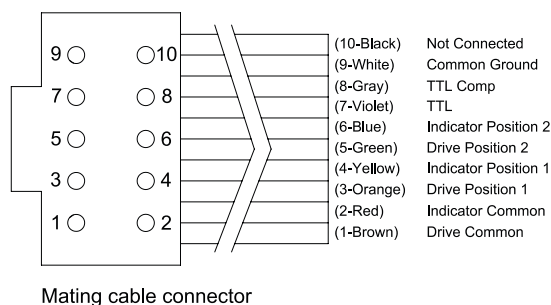 9 10
7 8
5 6
3 4
1 2
(10-Black) Not Connected
(9-White) Common Ground
(8-Gray) TTL Comp
(7-Violet) TTL
(6-Blue) Indicator Position 2
(5-Green) Drive Position 2
(4-Yellow) Indicator Position 1
(3-Orange) Drive Position 1
(2-Red) Indicator Common
(1-Brown) Drive Common
Mating cable connector